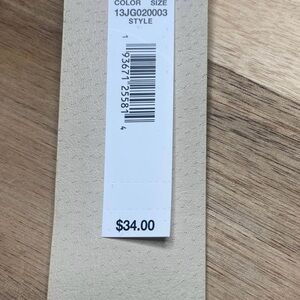 COLOR SIZE
13JG020003
STYLE
1 93671 25581 4
$34.00